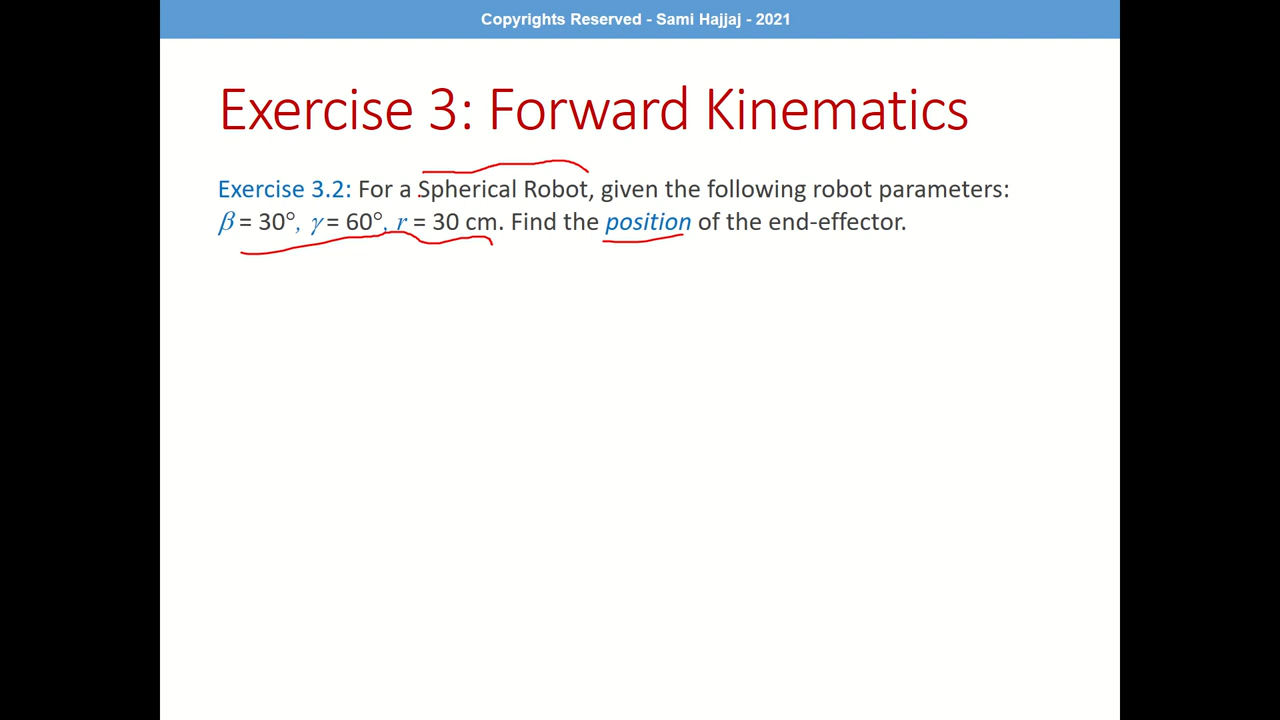 Copyrights Reserved - Sami Hajjaj - 2021
Exercise 3: Forward Kinematics
Exercise 3.2: For a Spherical Robot, given the following robot parameters:
β = 30°, γ = 60°, r = 30 cm. Find the position of the end-effector.